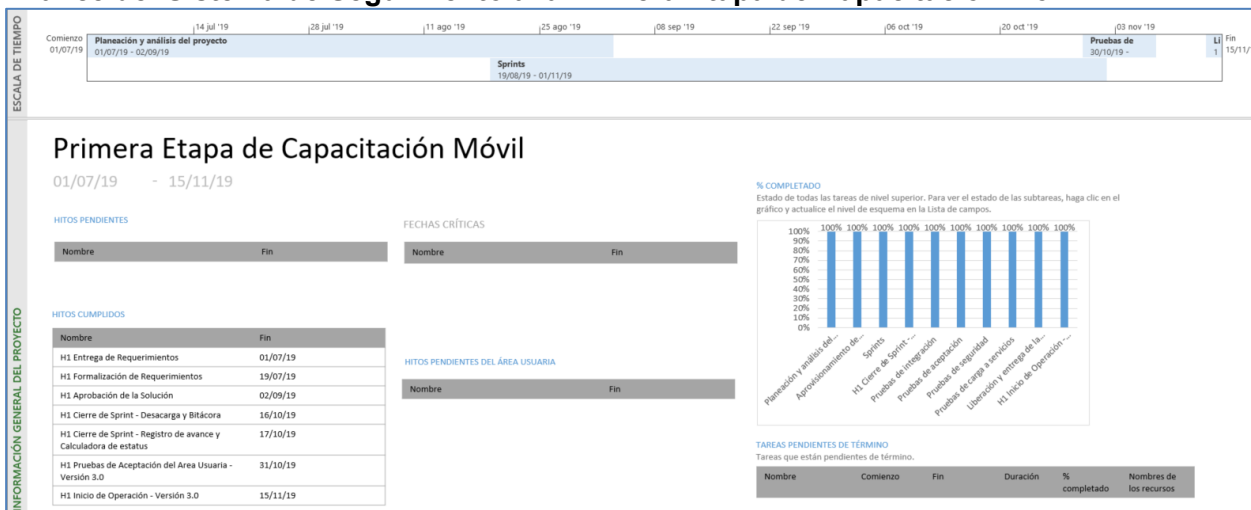 14 jul '19
28 jul '19
11 ago '19
25 ago '19
08 sep '19
22 sep '19
06 oct '19
20 oct '19
03 nov '19
Comienzo
01/07/19
Planeación y análisis del proyecto
01/07/19 - 02/09/19
Pruebas de
30/10/19 -
Li
1
Fin
15/11/
Sprints
19/08/19 - 01/11/19
ESCALA DE TIEMPO
Primera Etapa de Capacitación Móvil
01/07/19 - 15/11/19
HITOS PENDIENTES
Nombre Fin
FECHAS CRÍTICAS
Nombre Fin
HITOS CUMPLIDOS
Nombre Fin
H1 Entrega de Requerimientos 01/07/19
H1 Formalización de Requerimientos 19/07/19
H1 Aprobación de la Solución 02/09/19
H1 Cierre de Sprint - Desacarga y Bitácora 16/10/19
H1 Cierre de Sprint - Registro de avance y 17/10/19
Calculadora de estatus
H1 Pruebas de Aceptación del Area Usuaria - 31/10/19
Versión 3.0
H1 Inicio de Operación - Versión 3.0 15/11/19
HITOS PENDIENTES DEL ÁREA USUARIA
Nombre Fin
% COMPLETADO
Estado de todas las tareas de nivel superior. Para ver el estado de las subtareas, haga clic en el
gráfico y actualice el nivel de esquema en la Lista de campos.
100% 100% 100% 100% 100% 100% 100% 100% 100% 100%
100%
90%
80%
70%
60%
50%
40%
30%
20%
10%
0%
Planeación y análisis del...
Aprovisionamiento de...
Sprints
H1 Cierre de Sprint -...
Pruebas de integración
Pruebas de aceptación
Pruebas de seguridad
Pruebas de carga a servicios
Liberación y entrega de la...
H1 Inicio de Operación -...
TAREAS PENDIENTES DE TÉRMINO
Tareas que están pendientes de término.
Nombre Comienzo Fin Duración % Nombres de
completado los recursos
INFORMACIÓN GENERAL DEL PROYECTO